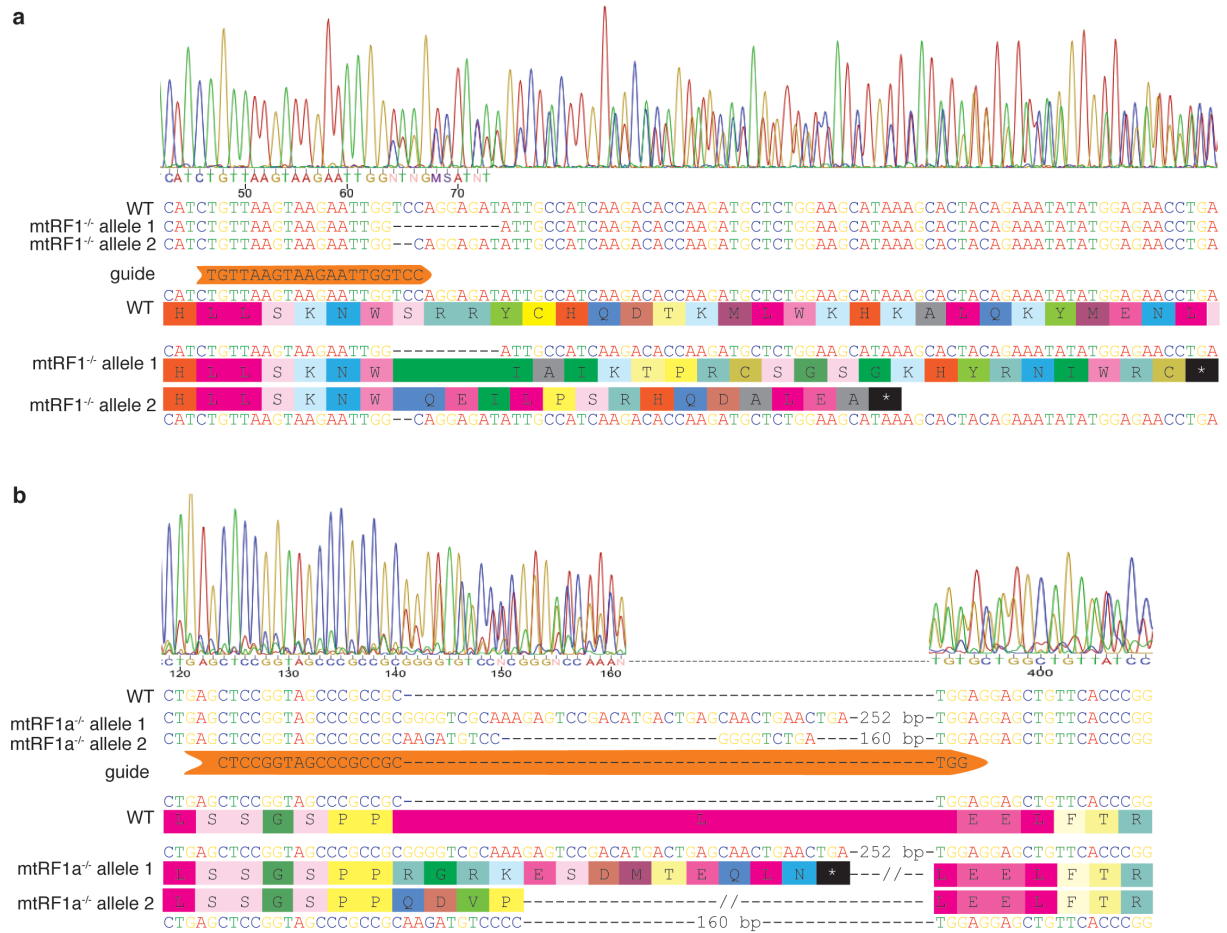 a
CATCTGTTAAGTAAGAATTGGNTNGMSATNT
50 60 70
WT CATCTGTTAAGTAAGAATTGGTCCAGGAGATATTGCCATCAAGACACCAAGATGCTCTGGAAGCATAAAGCACTACAGAAATATATGGAGAACCTGA
mtRF1-/- allele 1 CATCTGTTAAGTAAGAATTGG----------ATTGCCATCAAGACACCAAGATGCTCTGGAAGCATAAAGCACTACAGAAATATATGGAGAACCTGA
mtRF1-/- allele 2 CATCTGTTAAGTAAGAATTGG--CAGGAGATATTGCCATCAAGACACCAAGATGCTCTGGAAGCATAAAGCACTACAGAAATATATGGAGAACCTGA
guide TGTTAAGTAAGAATTGGTCC
CATCTGTTAAGTAAGAATTGGTCCAGGAGATATTGCCATCAAGACACCAAGATGCTCTGGAAGCATAAAGCACTACAGAAATATATGGAGAACCTGA
WT H L L S K N W S R R Y C H Q D T K M L W K H K A L Q K Y M E N L
CATCTGTTAAGTAAGAATTGG----------ATTGCCATCAAGACACCAAGATGCTCTGGAAGCATAAAGCACTACAGAAATATATGGAGAACCTGA
mtRF1-/- allele 1 H L L S K N W I A I K T P R C S G S G K H Y R N I W R C *
mtRF1-/- allele 2 H L L S K N W Q E I L P S R H Q D A L E A *
CATCTGTTAAGTAAGAATTGG--CAGGAGATATTGCCATCAAGACACCAAGATGCTCTGGAAGCATAAAGCACTACAGAAATATATGGAGAACCTGA
b
CTGAGCTCCGGTAGCCCGCCGCGGGGTGTCCNCGGGNCCAAAN TGTGCTGGCTGTTATCC
120 130 140 150 160 400
WT CTGAGCTCCGGTAGCCCGCCGC--------------------------------------------------TGGAGGAGCTGTTCACCCGG
mtRF1a-/- allele 1 CTGAGCTCCGGTAGCCCGCCGCGGGGTCGCAAAGAGTCCGACATGACTGAGCAACTGAACTGA-252 bp-TGGAGGAGCTGTTCACCCGG
mtRF1a-/- allele 2 CTGAGCTCCGGTAGCCCGCCGCAAGATGTCC--------------------GGGGTCTGA----160 bp-TGGAGGAGCTGTTCACCCGG
guide CTCCGGTAGCCCGCCGC--------------------------------------------------TGG
CTGAGCTCCGGTAGCCCGCCGC--------------------------------------------------TGGAGGAGCTGTTCACCCGG
WT L S S G S P P L E E L F T R
CTGAGCTCCGGTAGCCCGCCGCGGGGTCGCAAAGAGTCCGACATGACTGAGCAACTGAACTGA-252 bp-TGGAGGAGCTGTTCACCCGG
mtRF1a-/- allele 1 L S S G S P P R G R K E S D M T E Q L N * ---//--- L E E L F T R
mtRF1a-/- allele 2 L S S G S P P Q D V P // L E E L F T R
CTGAGCTCCGGTAGCCCGCCGCAAGATGTCCCC----------------160 bp----------------TGGAGGAGCTGTTCACCCGG